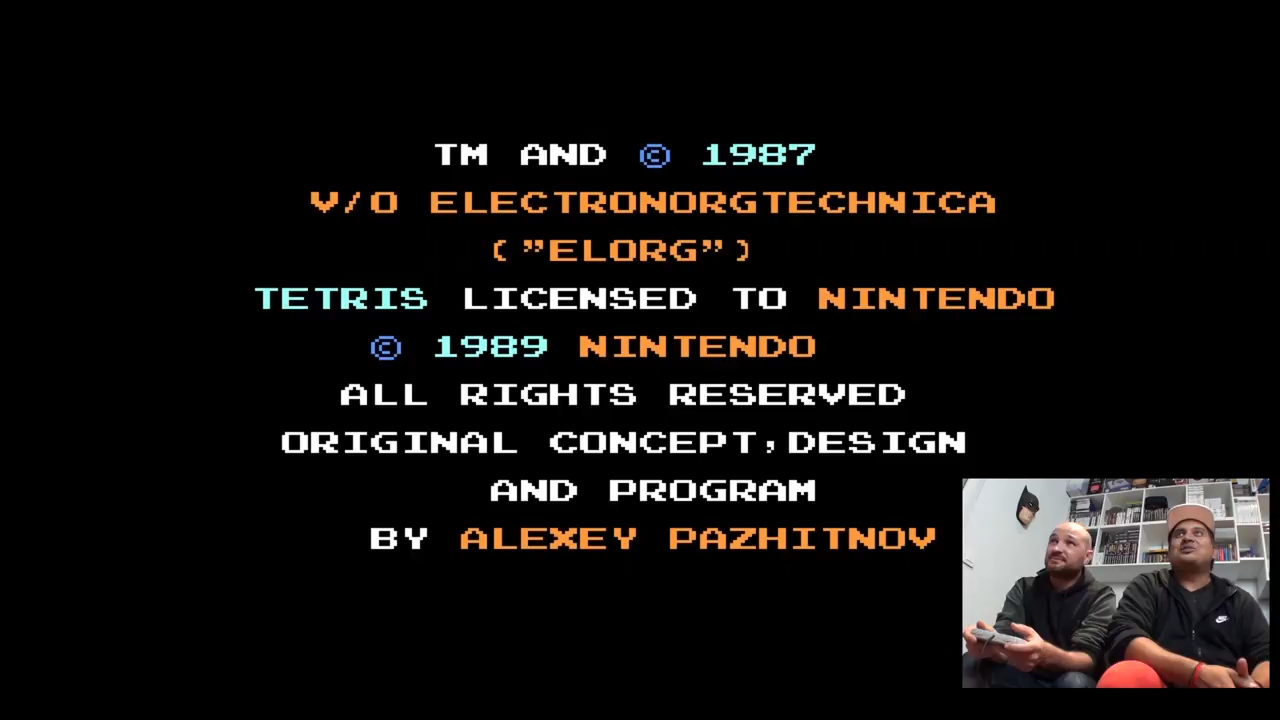 TM AND © 1987
V/O ELECTRONORGTECHNICA
("ELORG")
TETRIS LICENSED TO NINTENDO
© 1989 NINTENDO
ALL RIGHTS RESERVED
ORIGINAL CONCEPT,DESIGN
AND PROGRAM
BY ALEXEY PAZHITNOV